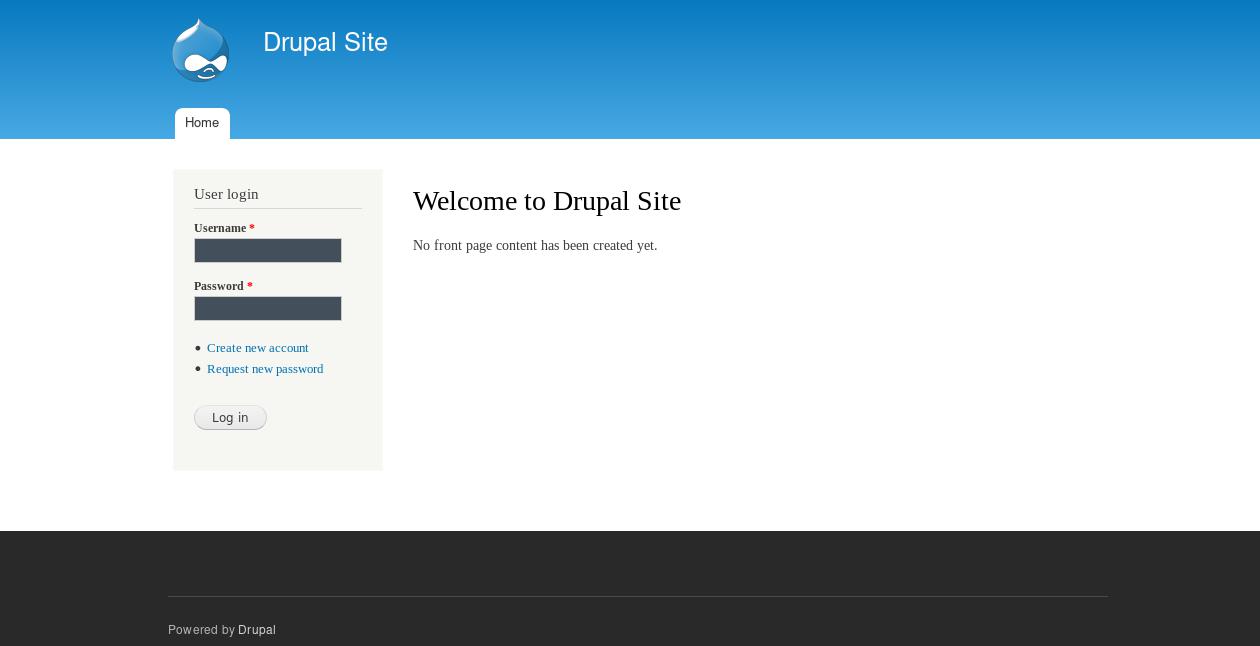 Drupal Site
Home
User login
Username *
Password *
Create new account
Request new password
Log in
Welcome to Drupal Site
No front page content has been created yet.
Powered by Drupal